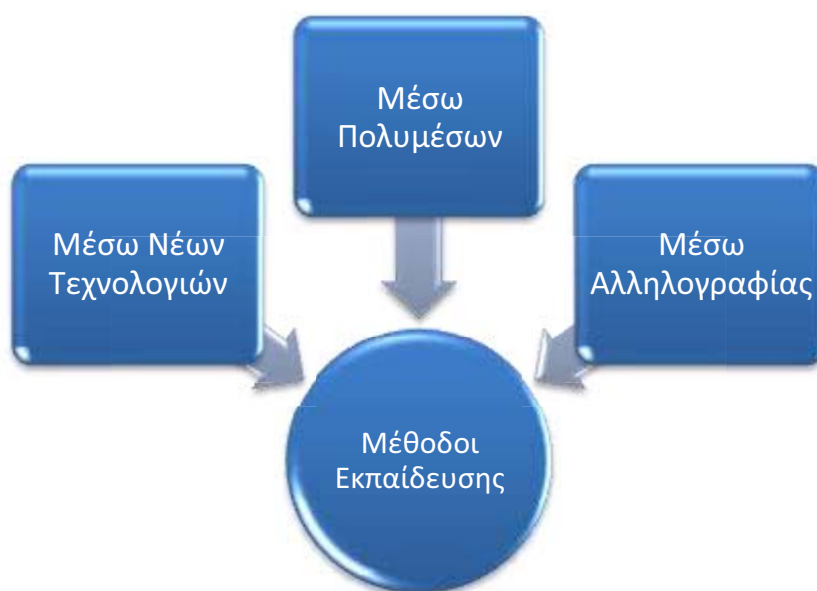 Μέσω
Πολυμέσων
Μέσω Νέων
Τεχνολογιών
Μέσω
Αλληλογραφίας
Μέθοδοι
Εκπαίδευσης